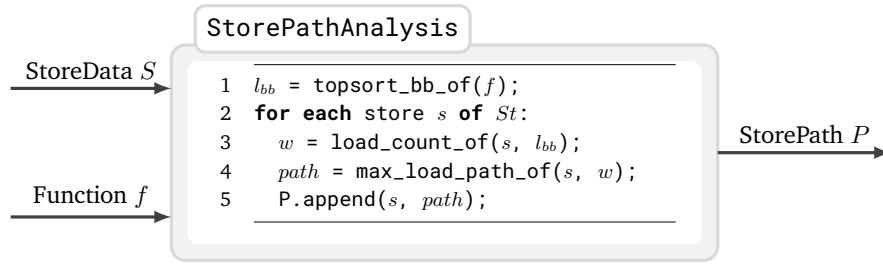 StorePathAnalysis
StoreData S
1 l_bb = topsort_bb_of(f);
2 for each store s of St:
3 w = load_count_of(s, l_bb);
4 path = max_load_path_of(s, w);
5 P.append(s, path);
Function f
StorePath P